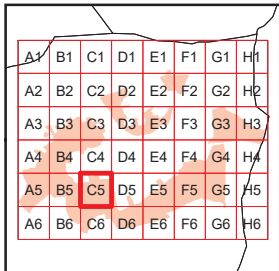 A1 B1 C1 D1 E1 F1 G1 H1
A2 B2 C2 D2 E2 F2 G2 H2
A3 B3 C3 D3 E3 F3 G3 H3
A4 B4 C4 D4 E4 F4 G4 H4
A5 B5 C5 D5 E5 F5 G5 H5
A6 B6 C6 D6 E6 F6 G6 H6